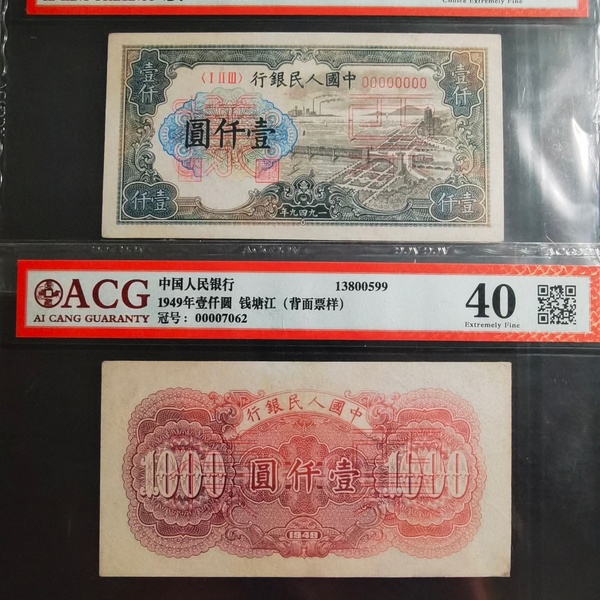 Extremely Fine
壹仟
行銀民人國中
00000000
壹仟
〈I II III〉
圓仟壹
仟壹
年九四九一
仟壹
ACG
AI CANG GUARANTY
中国人民银行
13800599
1949年壹仟圆 钱塘江（背面票样）
冠号：00007062
40
Extremely Fine
行銀民人國中
1000
圓仟壹
1000
1949